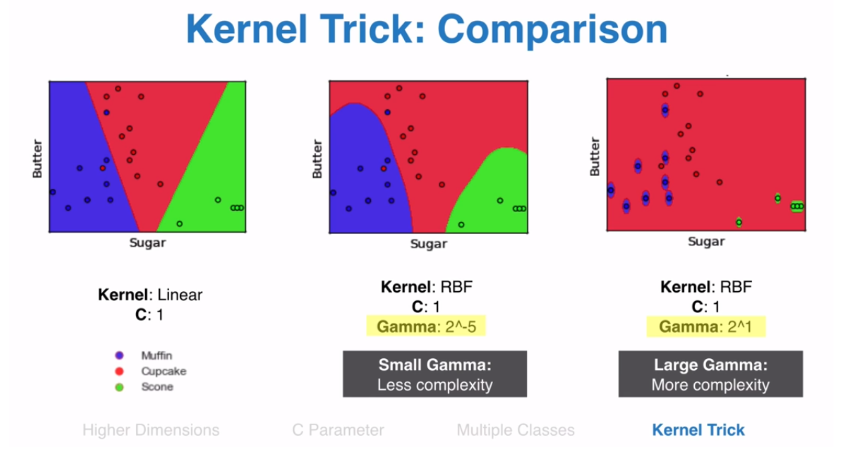 Kernel Trick: Comparison
Butter
Sugar
Butter
Sugar
Butter
Sugar
Kernel: Linear
C: 1
Kernel: RBF
C: 1
Gamma: 2^-5
Kernel: RBF
C: 1
Gamma: 2^1
Muffin
Cupcake
Scone
Small Gamma:
Less complexity
Large Gamma:
More complexity
Higher Dimensions
C Parameter
Multiple Classes
Kernel Trick